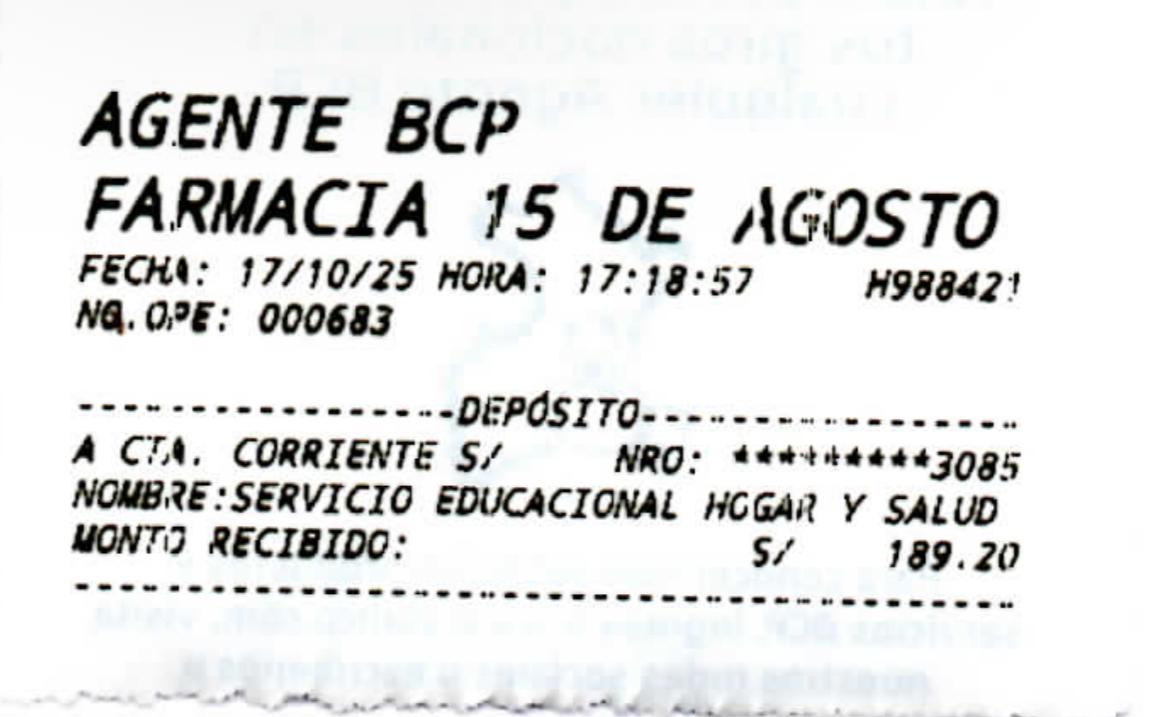 AGENTE BCP
FARMACIA 15 DE AGOSTO
FECHA: 17/10/25 HORA: 17:18:57 H988421
NO.OPE: 000683
--------------------DEPÓSITO--------------------
A CTA. CORRIENTE S/ NRO: *********3085
NOMBRE:SERVICIO EDUCACIONAL HOGAR Y SALUD
MONTO RECIBIDO: S/ 189.20
--------------------------------------------------